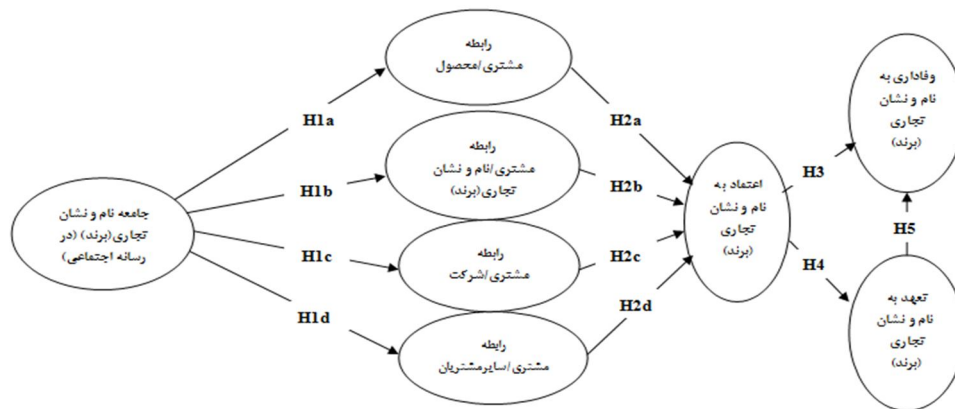 رابطه
مشتری/محصول
وفاداری به
نام و نشان
تجاری
(برند)
H1a
H2a
رابطه
مشتری/نام و نشان
تجاری(برند)
H1b
H2b
اعتماد به
نام و نشان
تجاری
(برند)
H3
جامعه نام و نشان
تجاری(برند) (در
رسانه اجتماعی)
H5
H1c
رابطه
مشتری/شرکت
H2c
H4
H1d
H2d
تعهد به
نام و نشان
تجاری
(برند)
رابطه
مشتری/سایرمشتریان